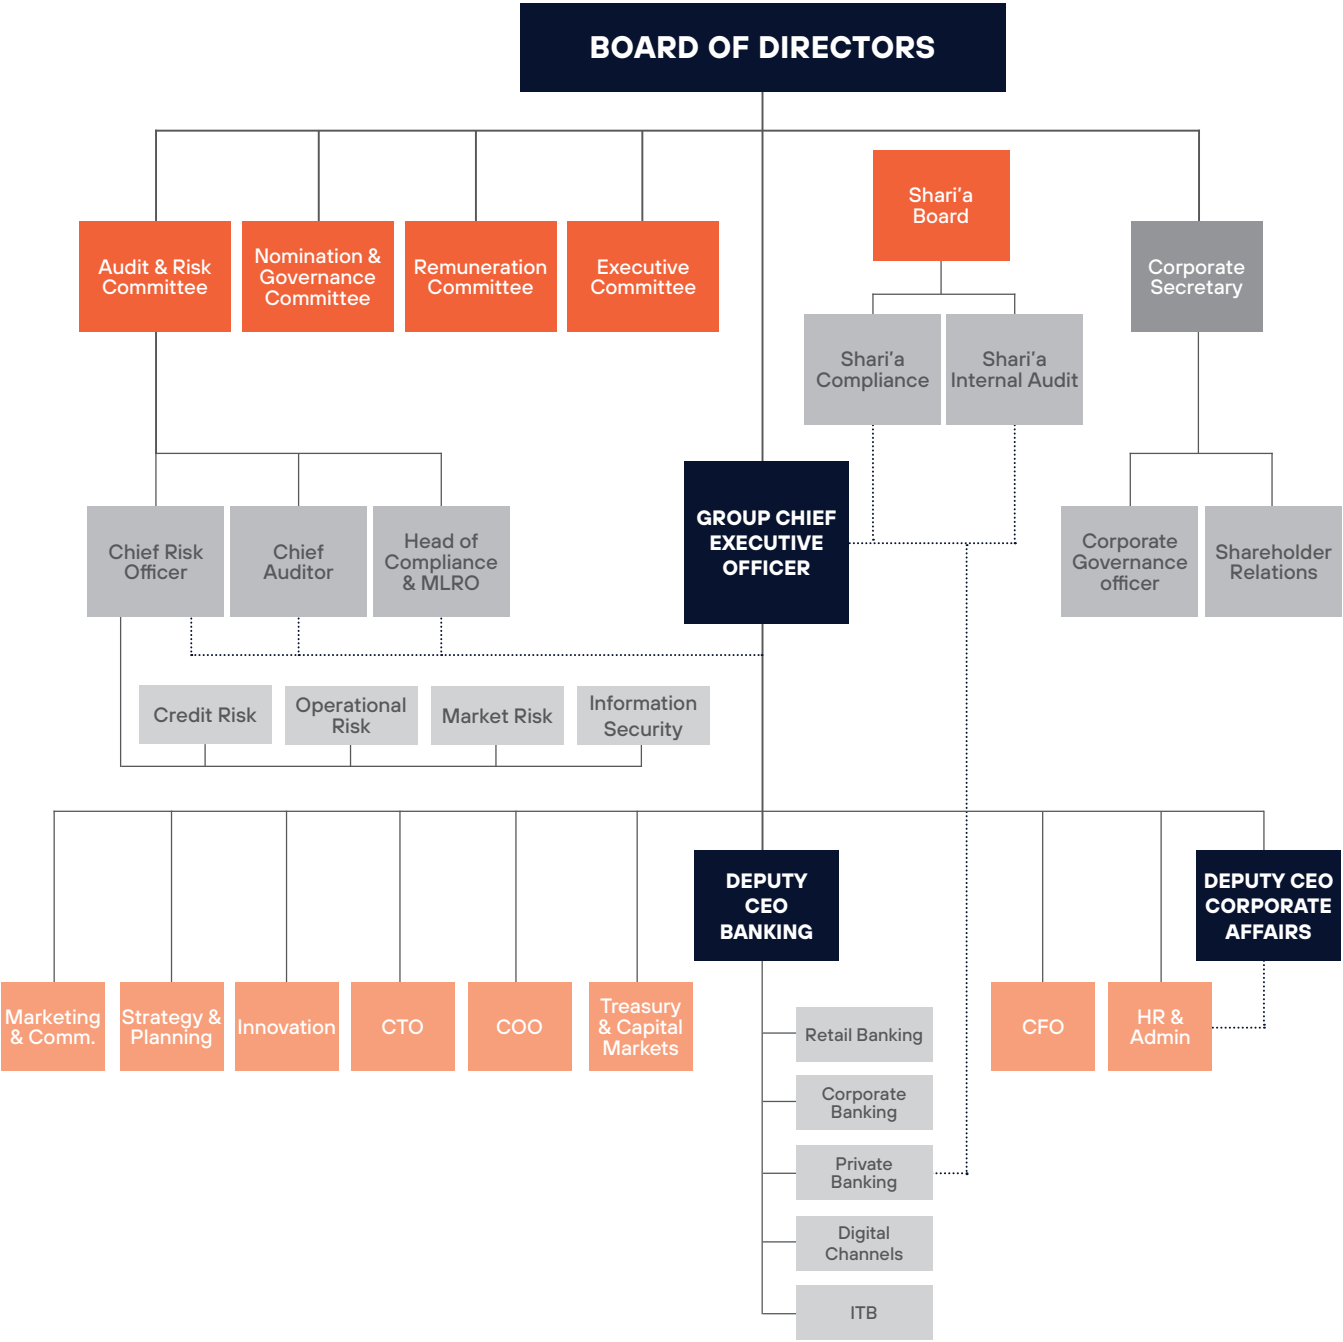 BOARD OF DIRECTORS
Shari’a
Board
Audit & Risk
Committee
Nomination &
Governance
Committee
Remuneration
Committee
Executive
Committee
Corporate
Secretary
Shari’a
Compliance
Shari’a
Internal Audit
GROUP CHIEF
EXECUTIVE
OFFICER
Chief Risk
Officer
Chief
Auditor
Head of
Compliance
& MLRO
Corporate
Governance
officer
Shareholder
Relations
Credit Risk
Operational
Risk
Market Risk
Information
Security
DEPUTY
CEO
BANKING
DEPUTY CEO
CORPORATE
AFFAIRS
Marketing
& Comm.
Strategy &
Planning
Innovation
CTO
COO
Treasury
& Capital
Markets
CFO
HR &
Admin
Retail Banking
Corporate
Banking
Private
Banking
Digital
Channels
ITB